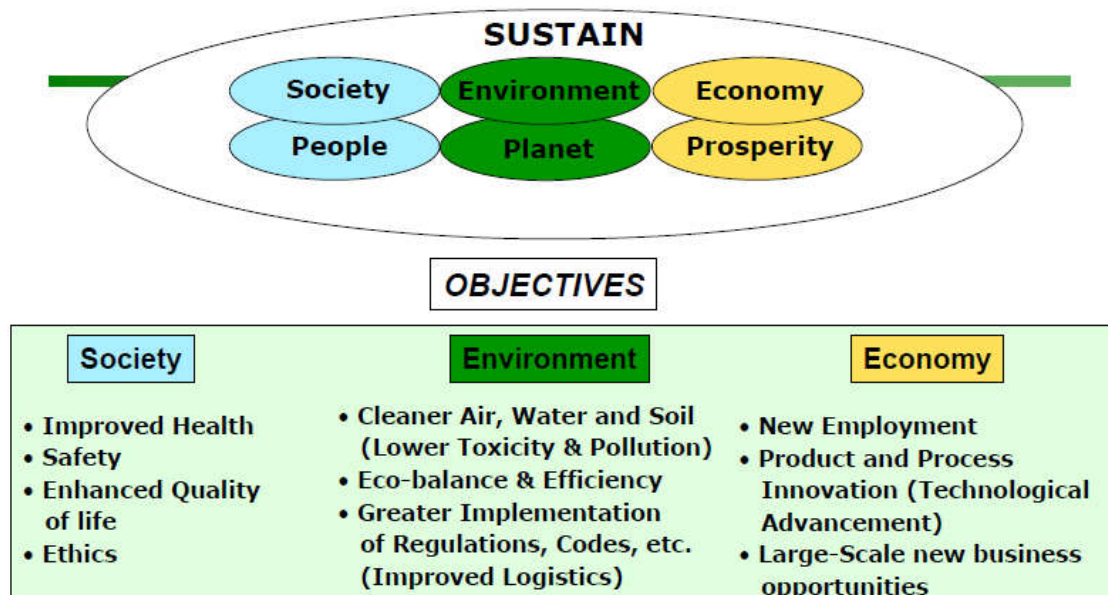 SUSTAIN
Society
Environment
Economy
People
Planet
Prosperity
OBJECTIVES
Society
• Improved Health
• Safety
• Enhanced Quality
of life
• Ethics
Environment
• Cleaner Air, Water and Soil
(Lower Toxicity & Pollution)
• Eco-balance & Efficiency
• Greater Implementation
of Regulations, Codes, etc.
(Improved Logistics)
Economy
• New Employment
• Product and Process
Innovation (Technological
Advancement)
• Large-Scale new business
opportunities